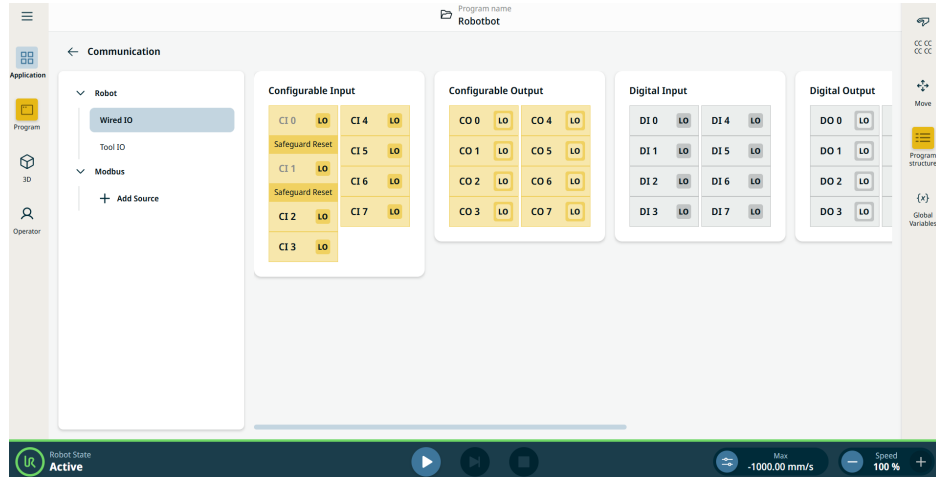 Program name
Robotbot
Communication
Application
Program
3D
Operator
Robot
Wired IO
Tool IO
Modbus
Add Source
Configurable Input
CI 0 LO CI 4 LO
Safeguard Reset
CI 5 LO
CI 1 LO
CI 6 LO
Safeguard Reset
CI 2 LO CI 7 LO
CI 3 LO
Configurable Output
CO 0 LO CO 4 LO
CO 1 LO CO 5 LO
CO 2 LO CO 6 LO
CO 3 LO CO 7 LO
Digital Input
DI 0 LO DI 4 LO
DI 1 LO DI 5 LO
DI 2 LO DI 6 LO
DI 3 LO DI 7 LO
Digital Output
DO 0 LO
DO 1 LO
DO 2 LO
DO 3 LO
CC CC
CC CC
Move
Program
structure
{x}
Global
Variables
UR
Robot State
Active
Max
-1000.00 mm/s
Speed
100 %